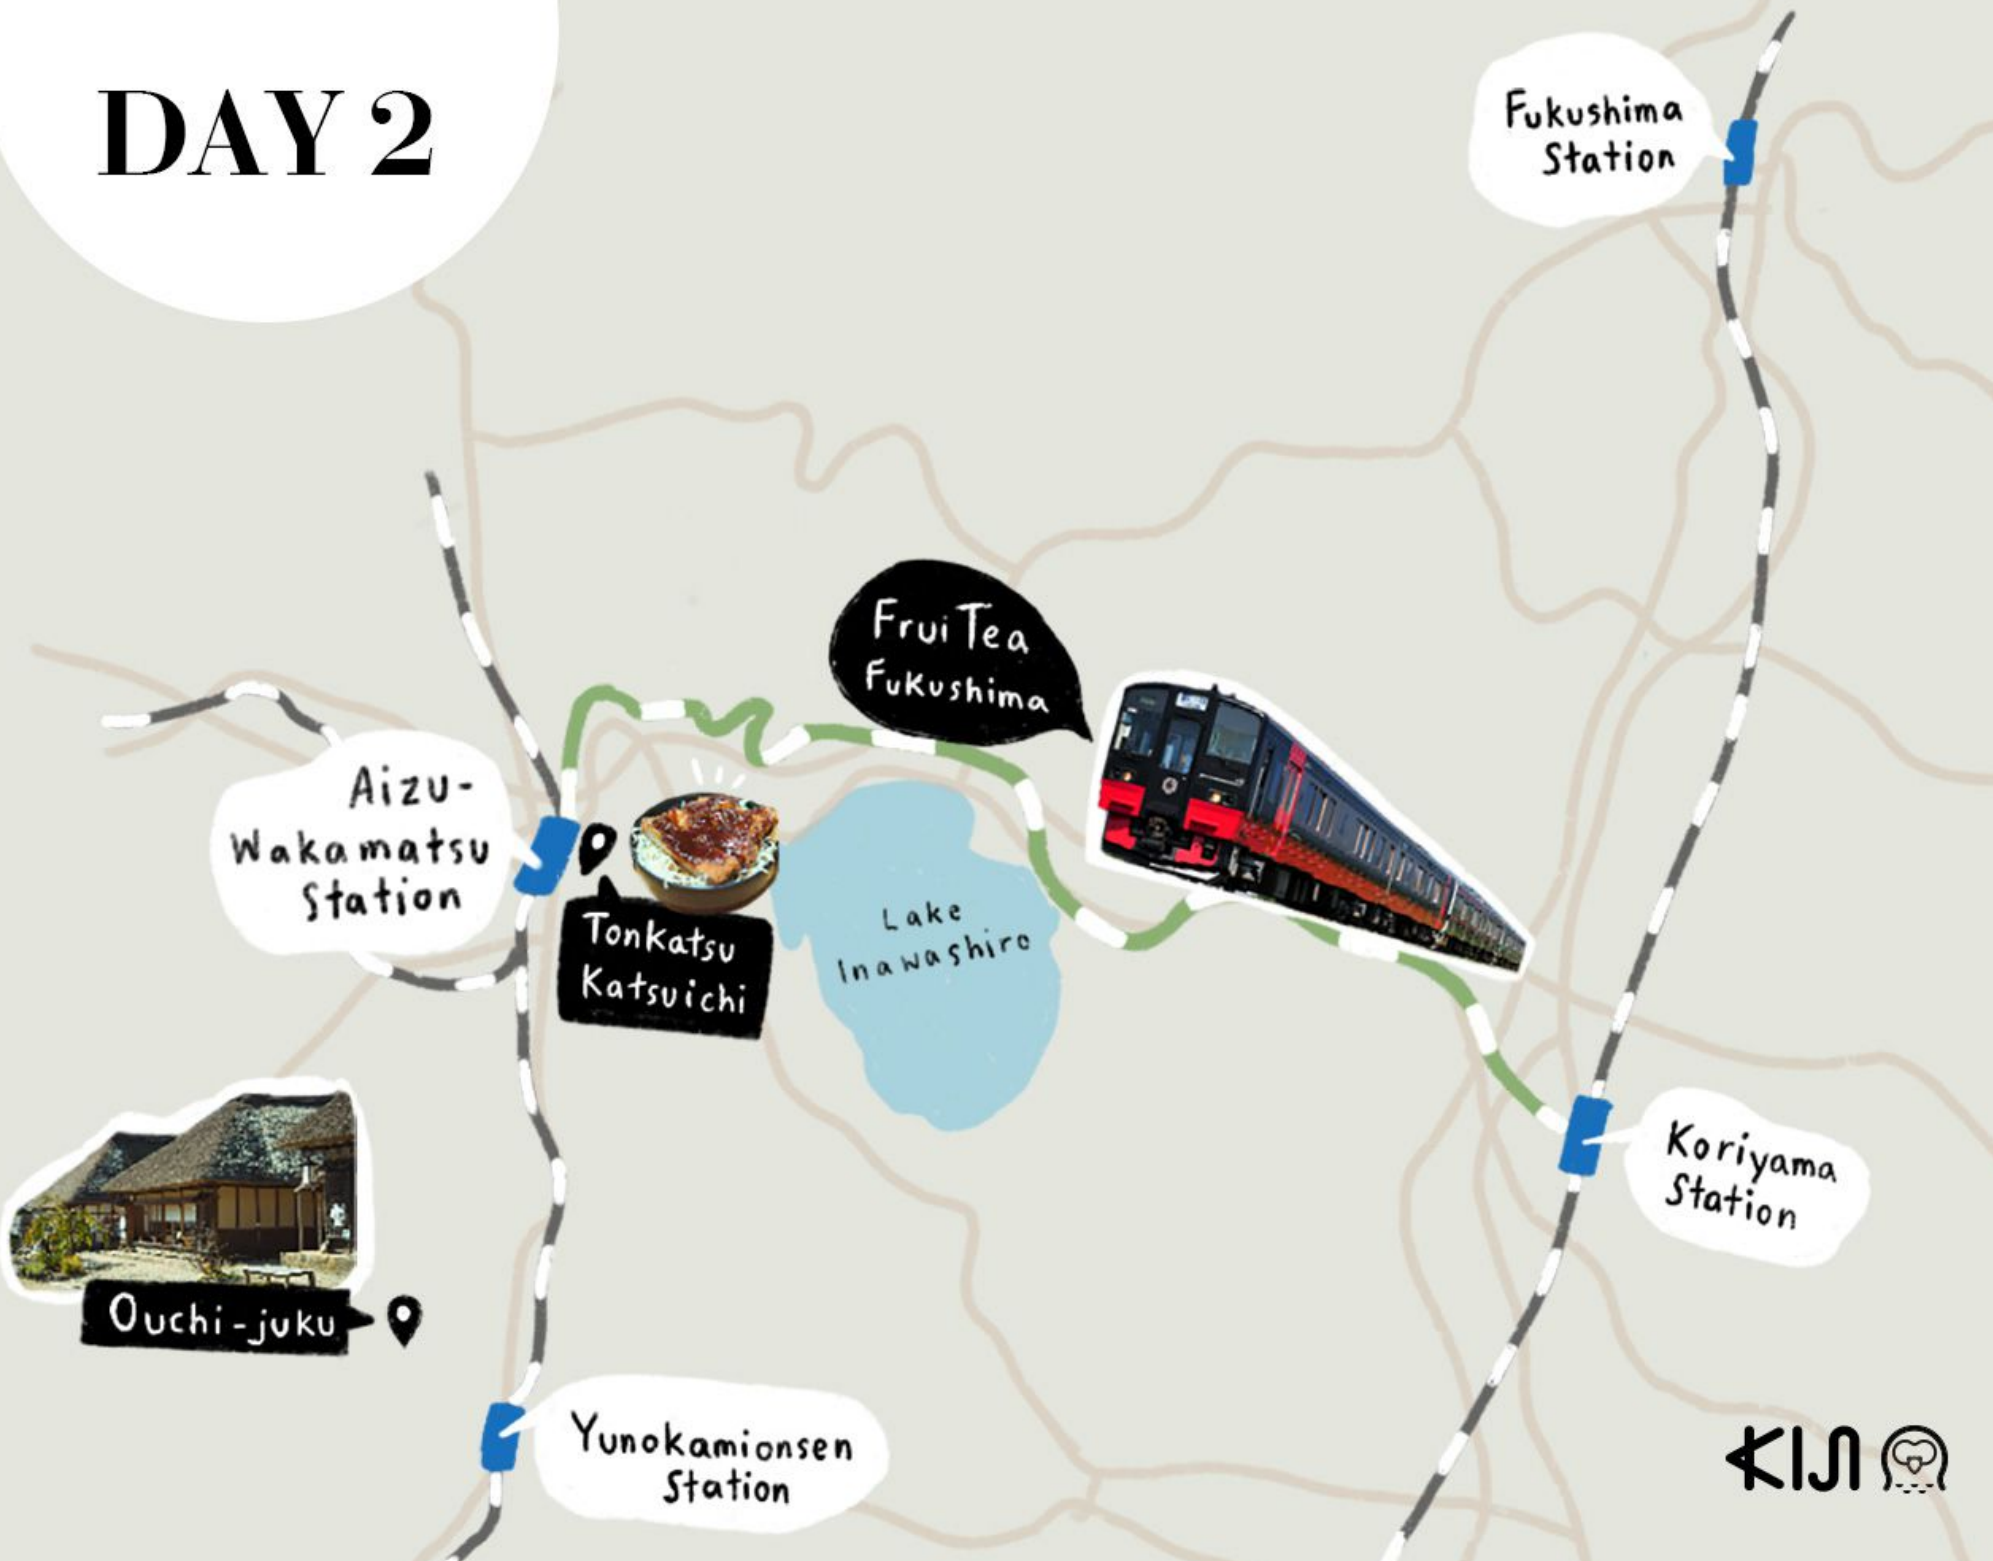 DAY 2
Fukushima
Station
FruiTea
Fukushima
Aizu-
Wakamatsu
Station
Tonkatsu
Katsuichi
Lake
Inawashiro
Koriyama
Station
Ouchi-juku
Yunokamionsen
Station
KIJI